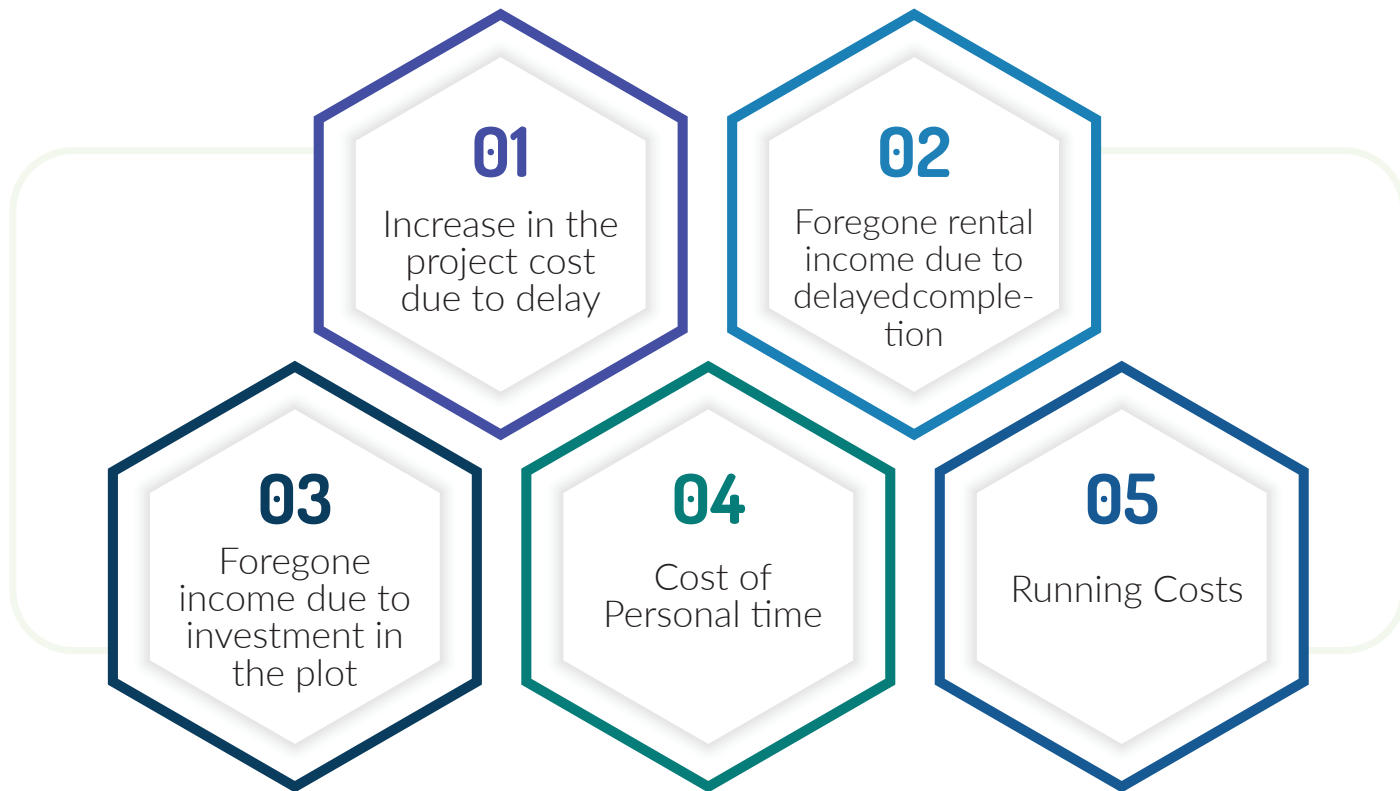 01
Increase in the
project cost
due to delay
02
Foregone rental
income due to
delayedcomple-
tion
03
Foregone
income due to
investment in
the plot
04
Cost of
Personal time
05
Running Costs